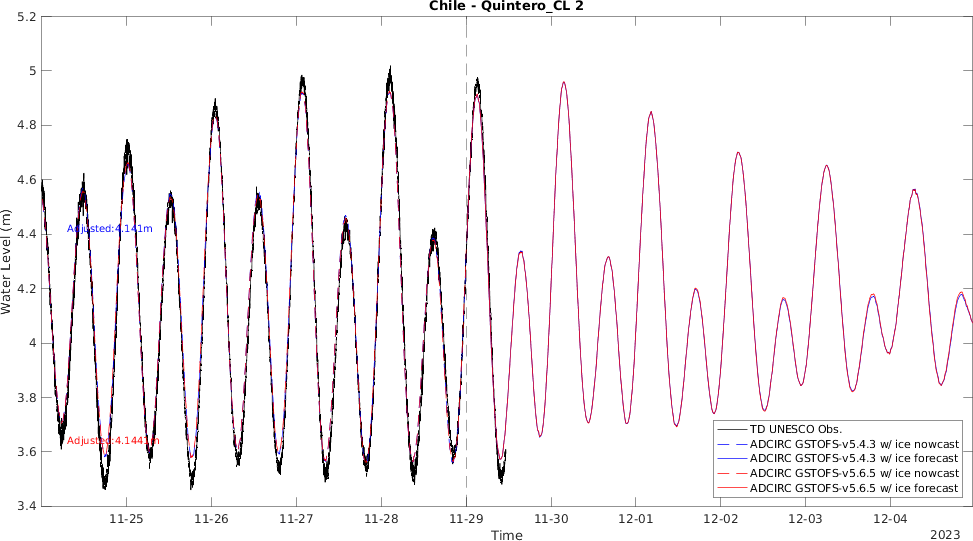 Chile - Quintero_CL 2
5.2
5
4.8
4.6
4.4
4.2
4
3.8
3.6
3.4
Water Level (m)
Adjusted:4.141m
Adjusted:4.1441m
TD UNESCO Obs.
ADCIRC GSTOFS-v5.4.3 w/ ice nowcast
ADCIRC GSTOFS-v5.4.3 w/ ice forecast
ADCIRC GSTOFS-v5.6.5 w/ ice nowcast
ADCIRC GSTOFS-v5.6.5 w/ ice forecast
11-25 11-26 11-27 11-28 11-29 11-30 12-01 12-02 12-03 12-04
Time
2023